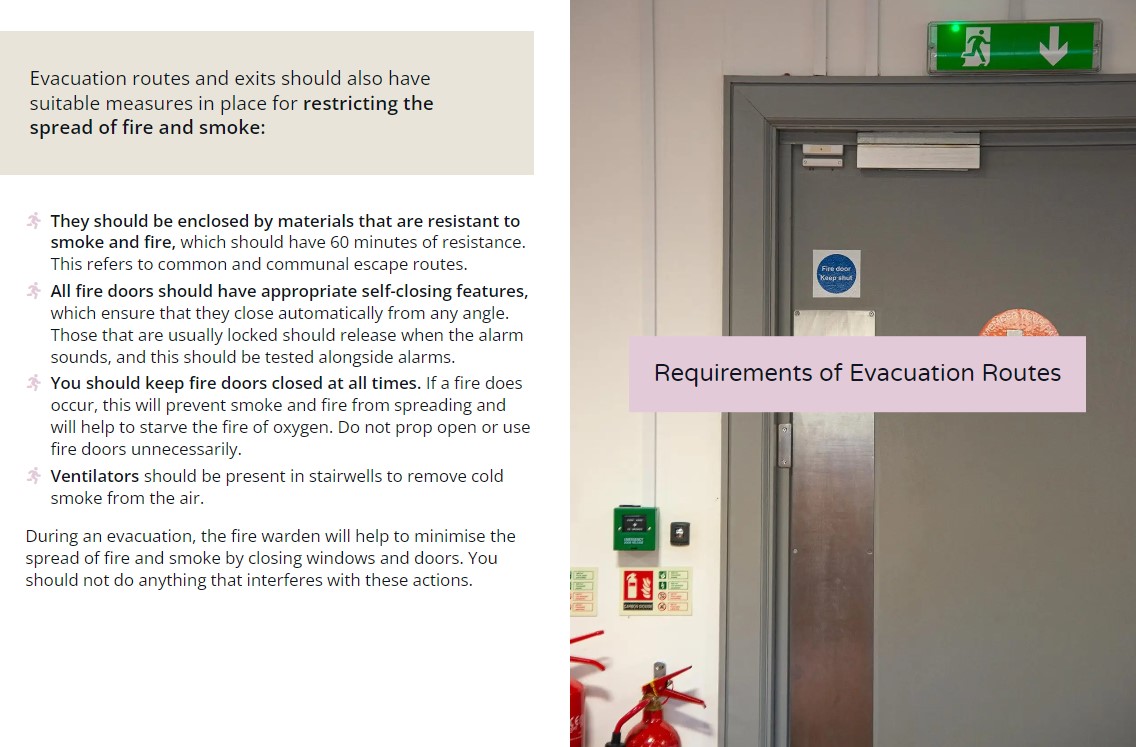 Evacuation routes and exits should also have
suitable measures in place for restricting the
spread of fire and smoke:
They should be enclosed by materials that are resistant to
smoke and fire, which should have 60 minutes of resistance.
This refers to common and communal escape routes.
All fire doors should have appropriate self-closing features,
which ensure that they close automatically from any angle.
Those that are usually locked should release when the alarm
sounds, and this should be tested alongside alarms.
You should keep fire doors closed at all times. If a fire does
occur, this will prevent smoke and fire from spreading and
will help to starve the fire of oxygen. Do not prop open or use
fire doors unnecessarily.
Ventilators should be present in stairwells to remove cold
smoke from the air.
During an evacuation, the fire warden will help to minimise the
spread of fire and smoke by closing windows and doors. You
should not do anything that interferes with these actions.
Fire door
Keep shut
Requirements of Evacuation Routes